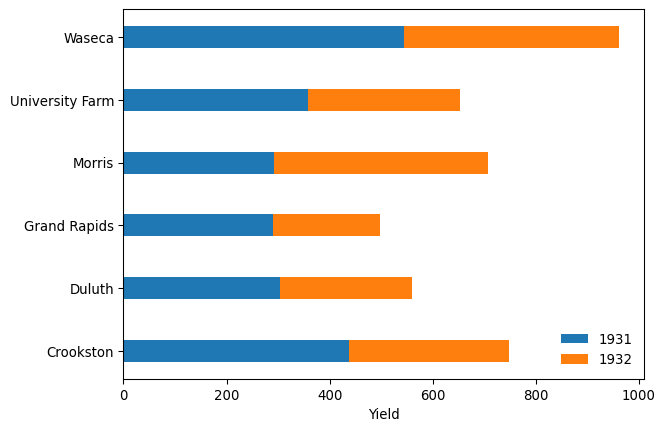 Waseca
University Farm
Morris
Grand Rapids
Duluth
Crookston
1931
1932
0 200 400 600 800 1000
Yield